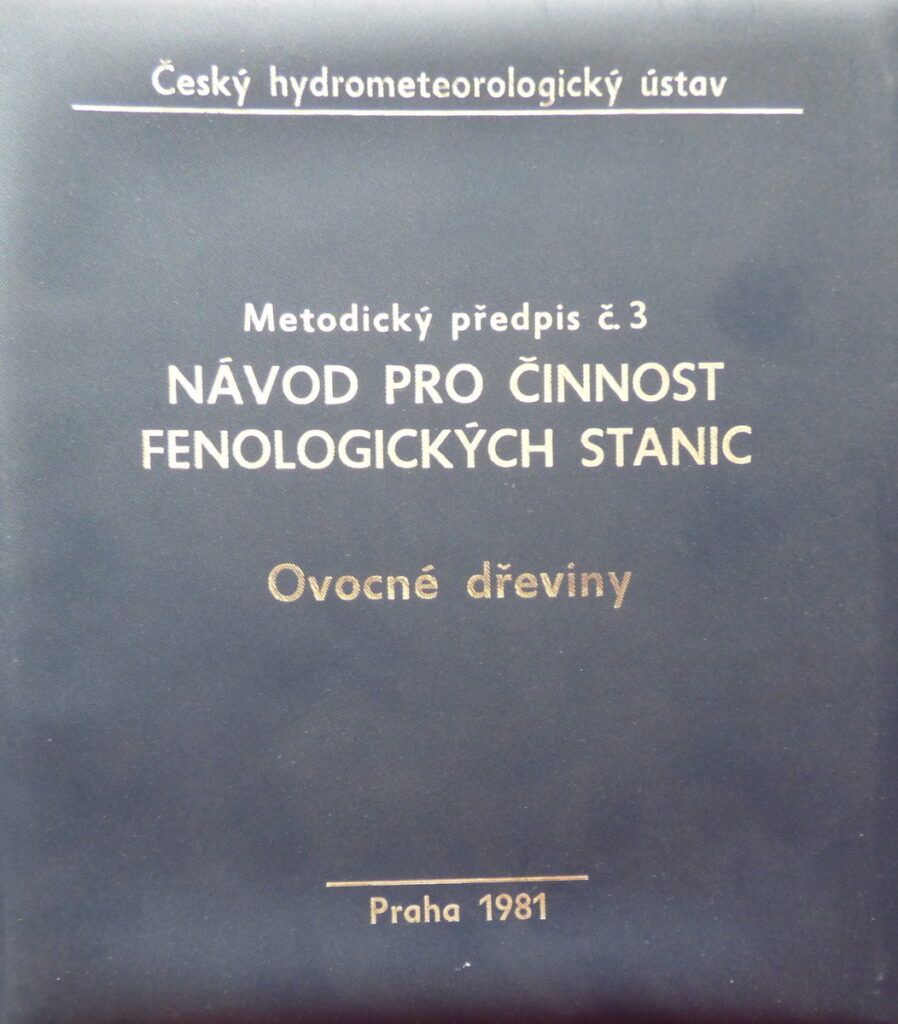 Český hydrometeorologický ústav
Metodický předpis č. 3
NÁVOD PRO ČINNOST
FENOLOGICKÝCH STANIC
Ovocné dřeviny
Praha 1981